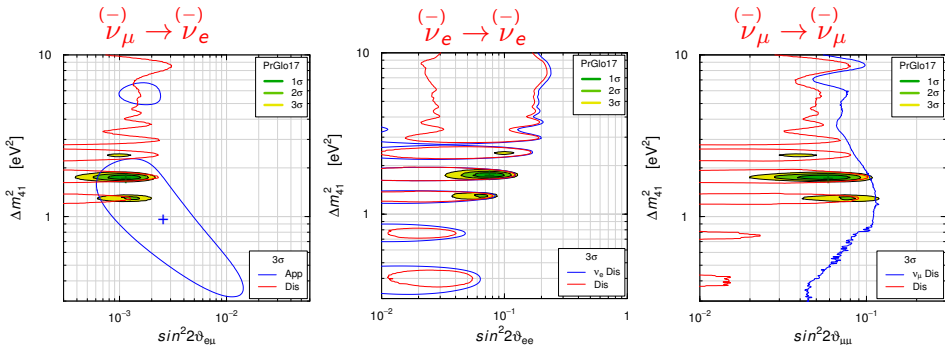 (−)ν_μ → (−)ν_e
PrGlo17
1σ
2σ
3σ
Δm²₄₁ [eV²]
10
1
3σ
App
Dis
10⁻³
10⁻²
sin²2ϑ_eμ
(−)ν_e → (−)ν_e
PrGlo17
1σ
2σ
3σ
Δm²₄₁ [eV²]
10
1
3σ
ν_e Dis
Dis
10⁻²
10⁻¹
1
sin²2ϑ_ee
(−)ν_μ → (−)ν_μ
PrGlo17
1σ
2σ
3σ
Δm²₄₁ [eV²]
10
1
3σ
ν_μ Dis
Dis
10⁻²
10⁻¹
1
sin²2ϑ_μμ